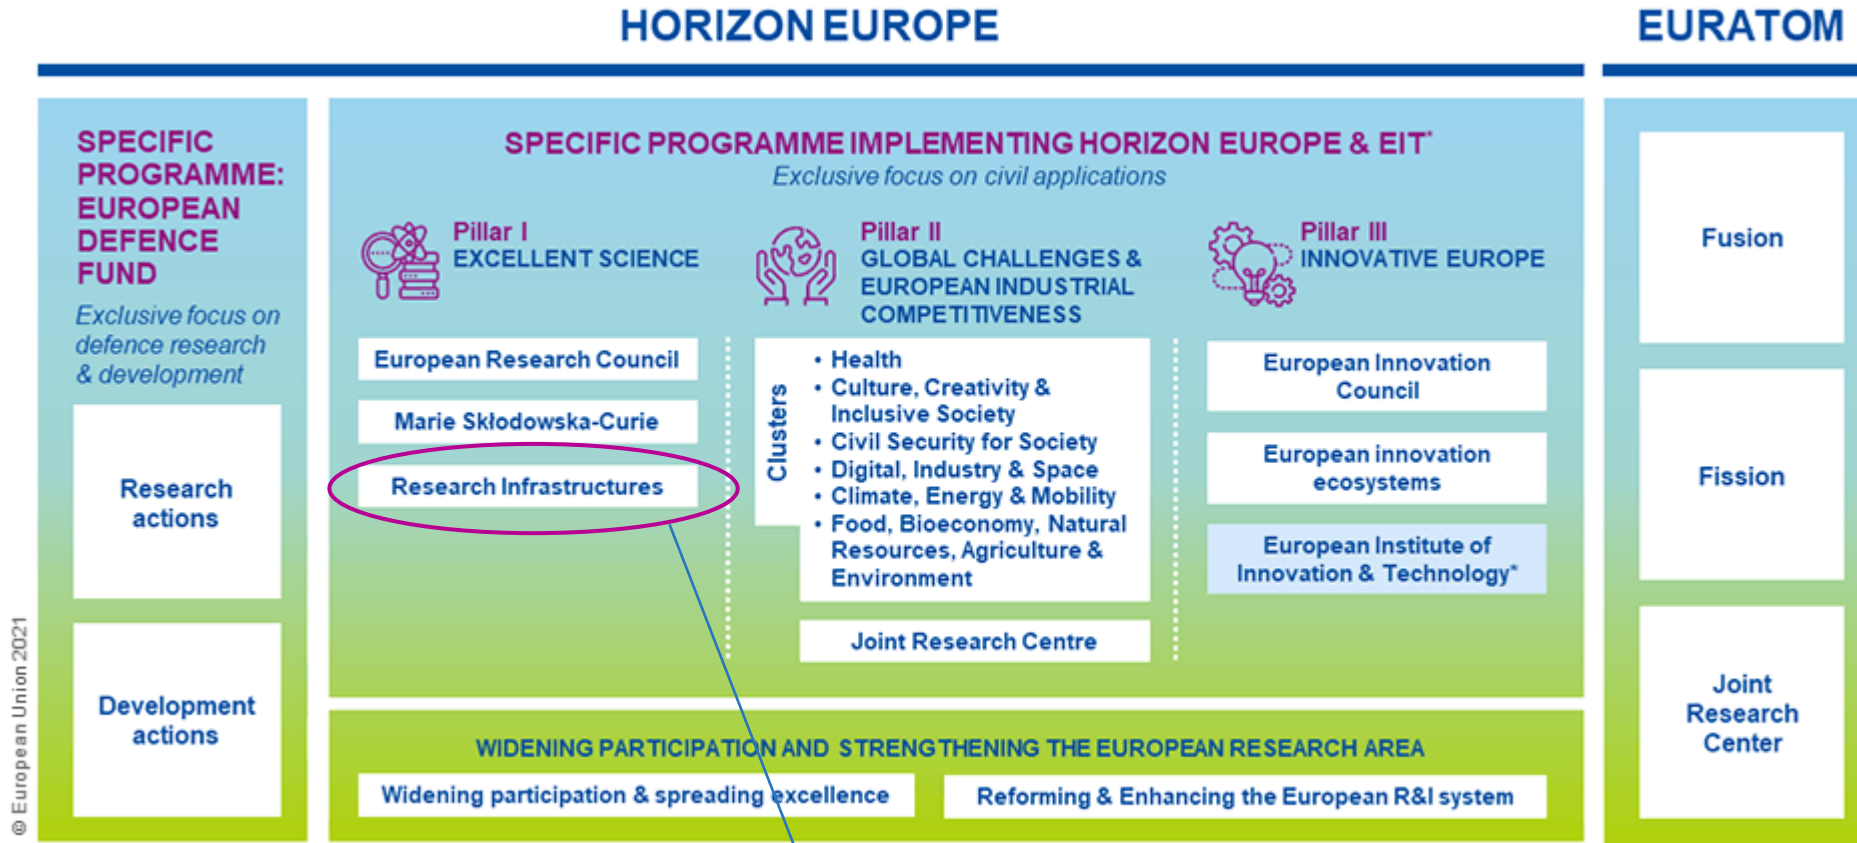 HORIZON EUROPE
EURATOM
SPECIFIC
PROGRAMME:
EUROPEAN
DEFENCE
FUND
Exclusive focus on
defence research
& development
Research
actions
Development
actions
SPECIFIC PROGRAMME IMPLEMENTING HORIZON EUROPE & EIT*
Exclusive focus on civil applications
Pillar I
EXCELLENT SCIENCE
European Research Council
Marie Skłodowska-Curie
Research Infrastructures
Pillar II
GLOBAL CHALLENGES &
EUROPEAN INDUSTRIAL
COMPETITIVENESS
Clusters
• Health
• Culture, Creativity &
Inclusive Society
• Civil Security for Society
• Digital, Industry & Space
• Climate, Energy & Mobility
• Food, Bioeconomy, Natural
Resources, Agriculture &
Environment
Joint Research Centre
Pillar III
INNOVATIVE EUROPE
European Innovation
Council
European innovation
ecosystems
European Institute of
Innovation & Technology*
WIDENING PARTICIPATION AND STRENGTHENING THE EUROPEAN RESEARCH AREA
Widening participation & spreading excellence
Reforming & Enhancing the European R&I system
Fusion
Fission
Joint
Research
Center
© European Union 2021